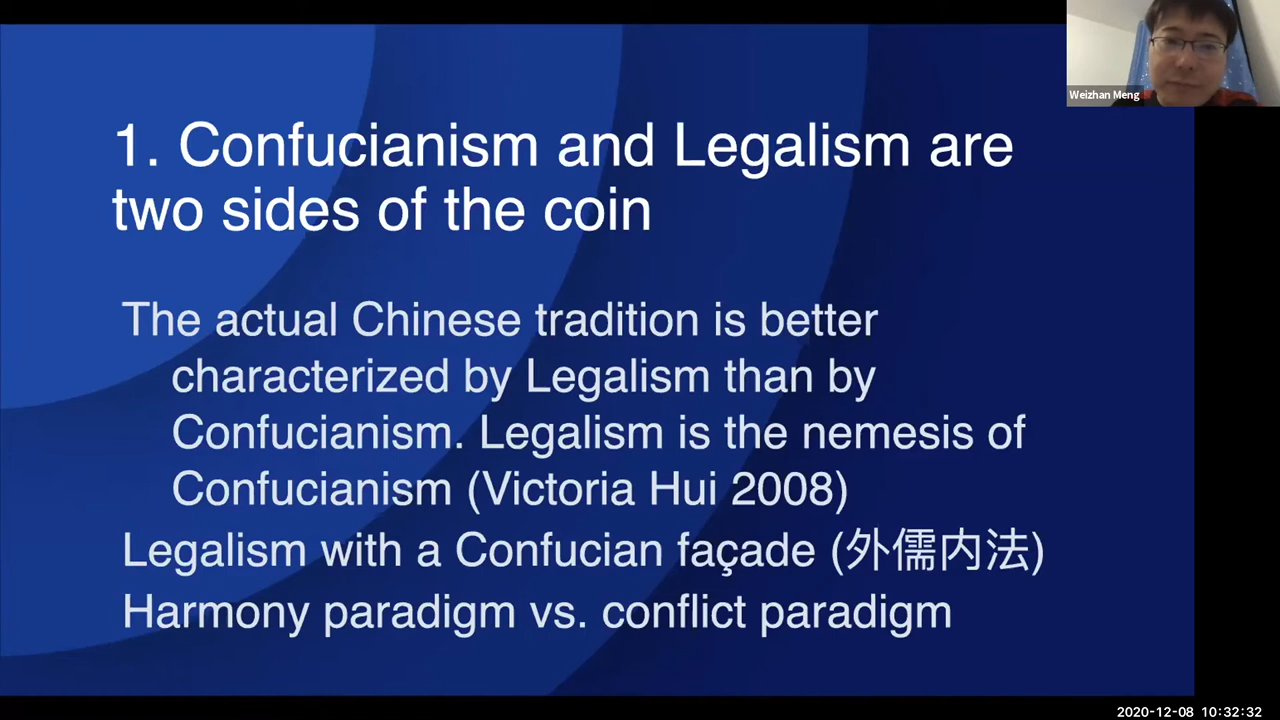 Weizhan Meng
1. Confucianism and Legalism are
two sides of the coin
The actual Chinese tradition is better
characterized by Legalism than by
Confucianism. Legalism is the nemesis of
Confucianism (Victoria Hui 2008)
Legalism with a Confucian façade (外儒内法)
Harmony paradigm vs. conflict paradigm
2020-12-08 10:32:32